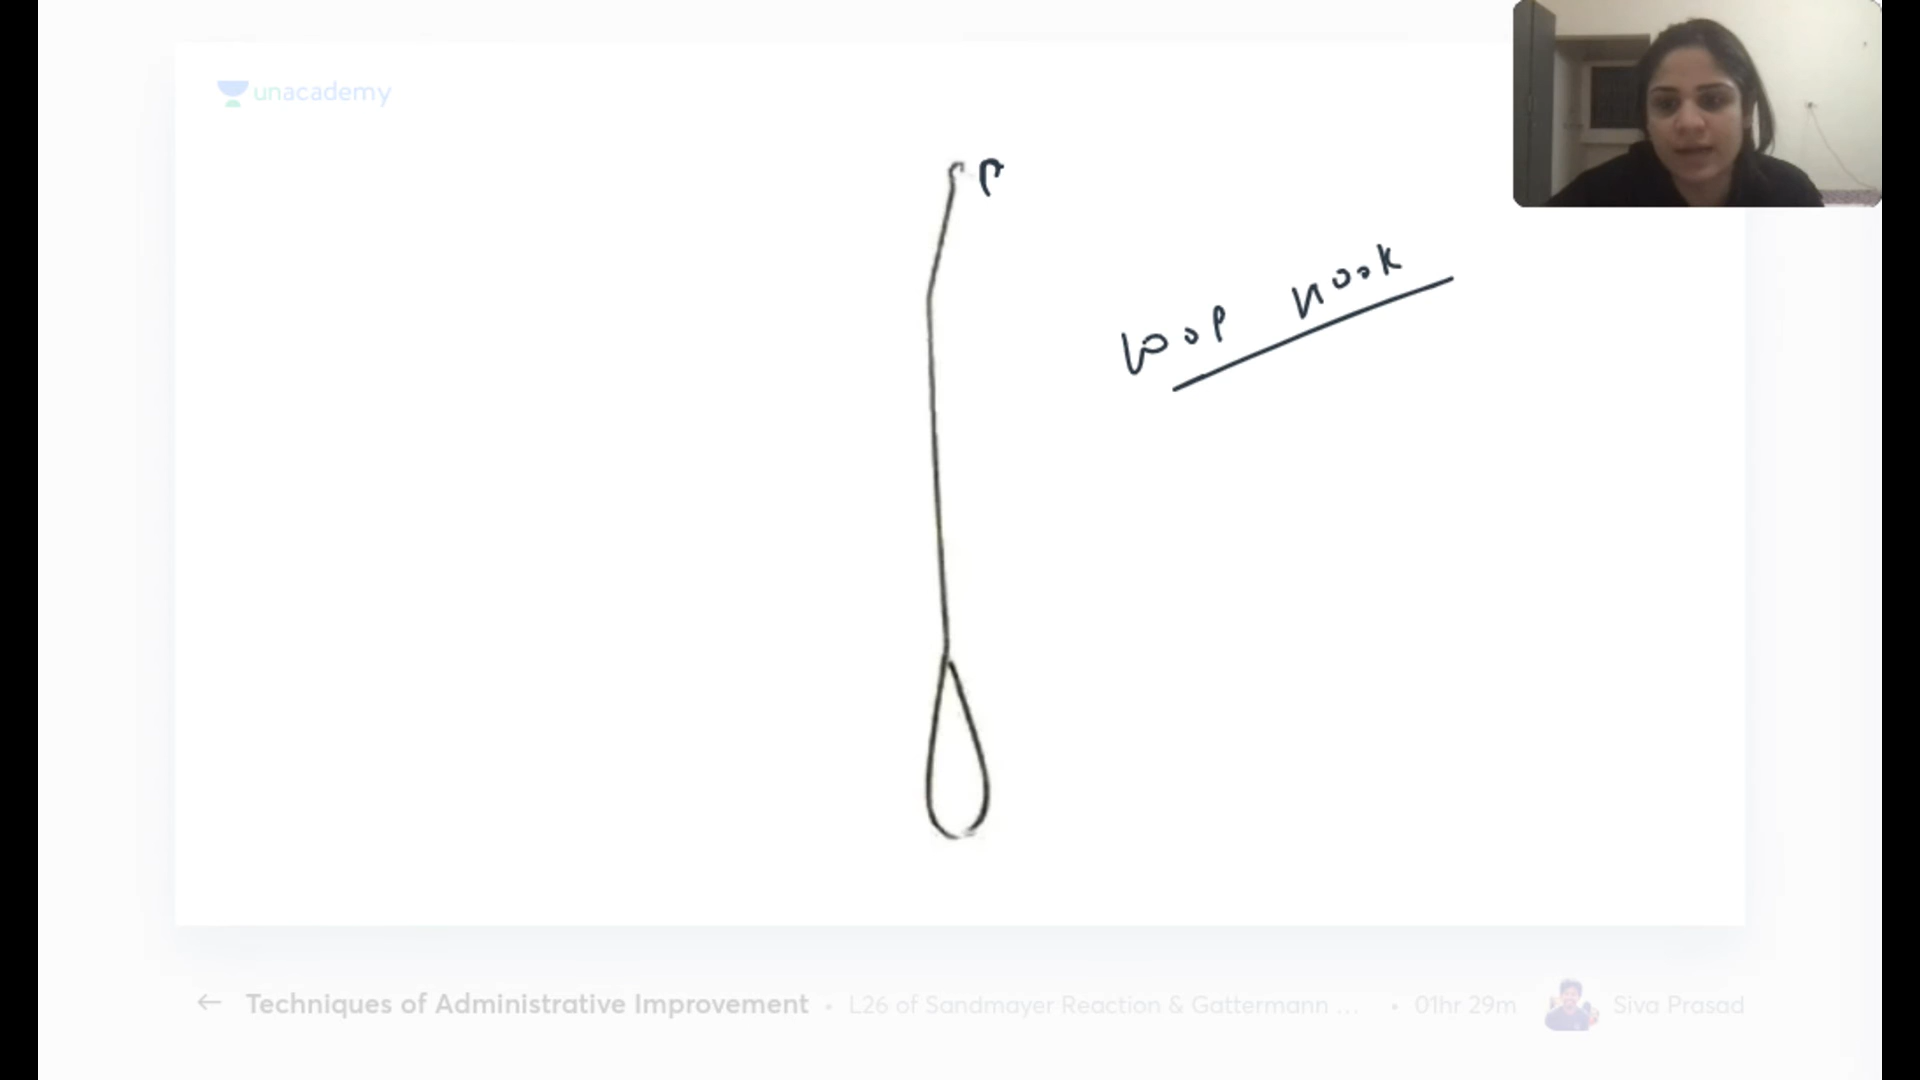 unacademy
Loop Hook
Techniques of Administrative Improvement • L26 of Sandmayer Reaction & Gattermann ... • 01hr 29m Siva Prasad